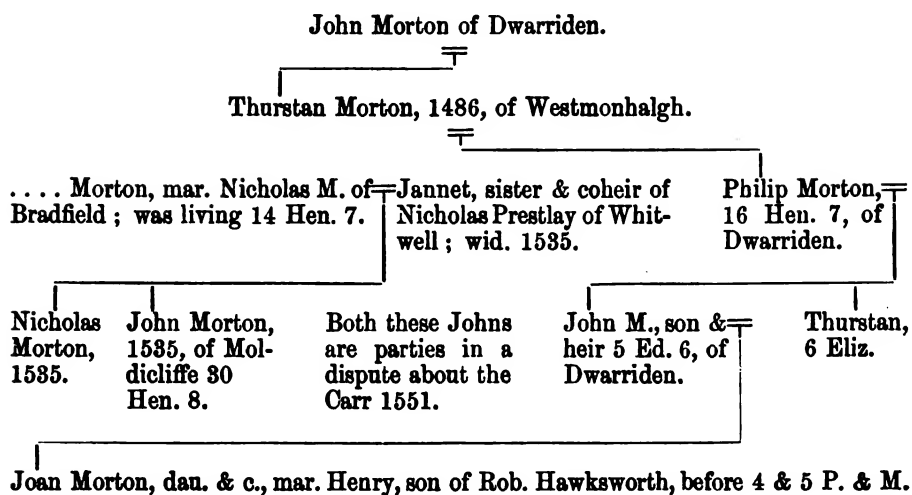 John Morton of Dwarriden.
Thurstan Morton, 1486, of Westmonhalgh.
.... Morton, mar. Nicholas M. of
Bradfield ; was living 14 Hen. 7.
Jannet, sister & coheir of
Nicholas Prestlay of Whit-
well ; wid. 1535.
Philip Morton,
16 Hen. 7, of
Dwarriden.
Nicholas
Morton,
1535.
John Morton,
1535, of Mol-
dicliffe 30
Hen. 8.
Both these Johns
are parties in a
dispute about the
Carr 1551.
John M., son &
heir 5 Ed. 6, of
Dwarriden.
Thurstan,
6 Eliz.
Joan Morton, dau. & c., mar. Henry, son of Rob. Hawksworth, before 4 & 5 P. & M.